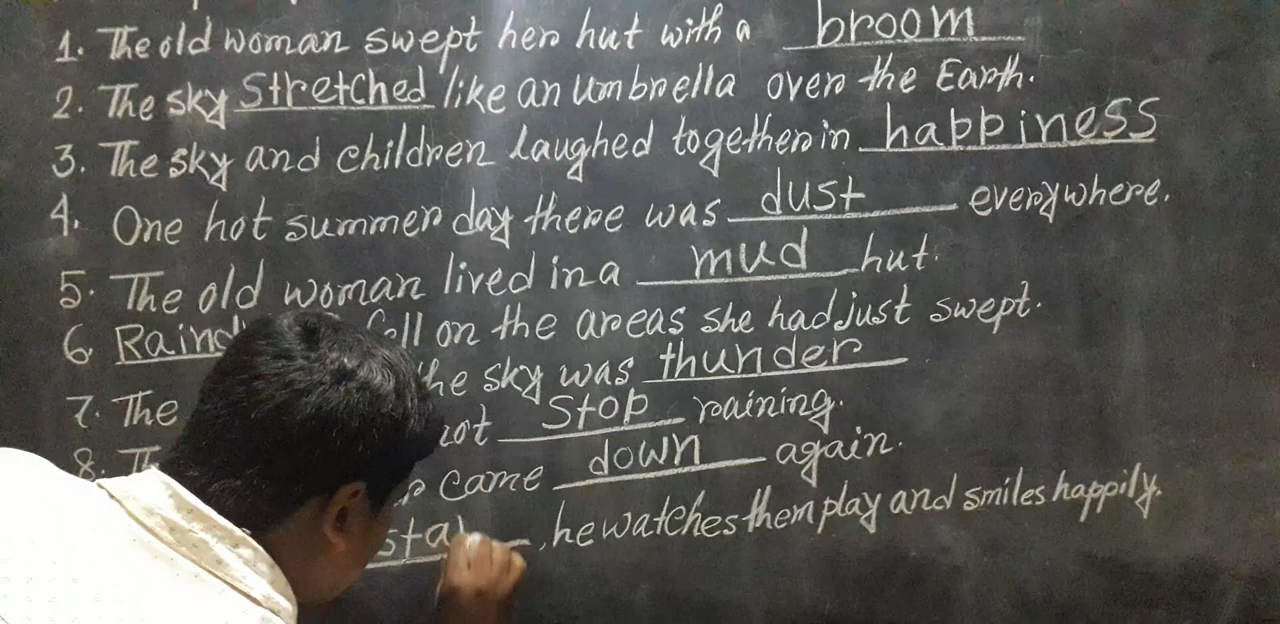 1. The old woman swept her hut with a broom
2. The sky stretched like an umbrella over the Earth.
3. The sky and children laughed together in happiness
4. One hot summer day there was dust everywhere.
5. The old woman lived in a mud hut.
6. fell on the areas she had just swept.
7. The the sky was thunder
8. not stop raining.
came down again.
, he watches them play and smiles happily.